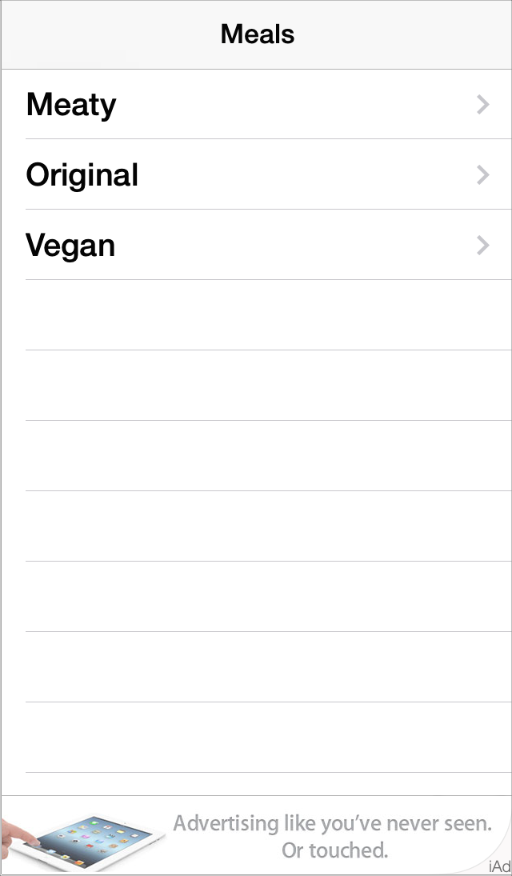 Meals
Meaty
Original
Vegan
Advertising like you’ve never seen.
Or touched.
iAd